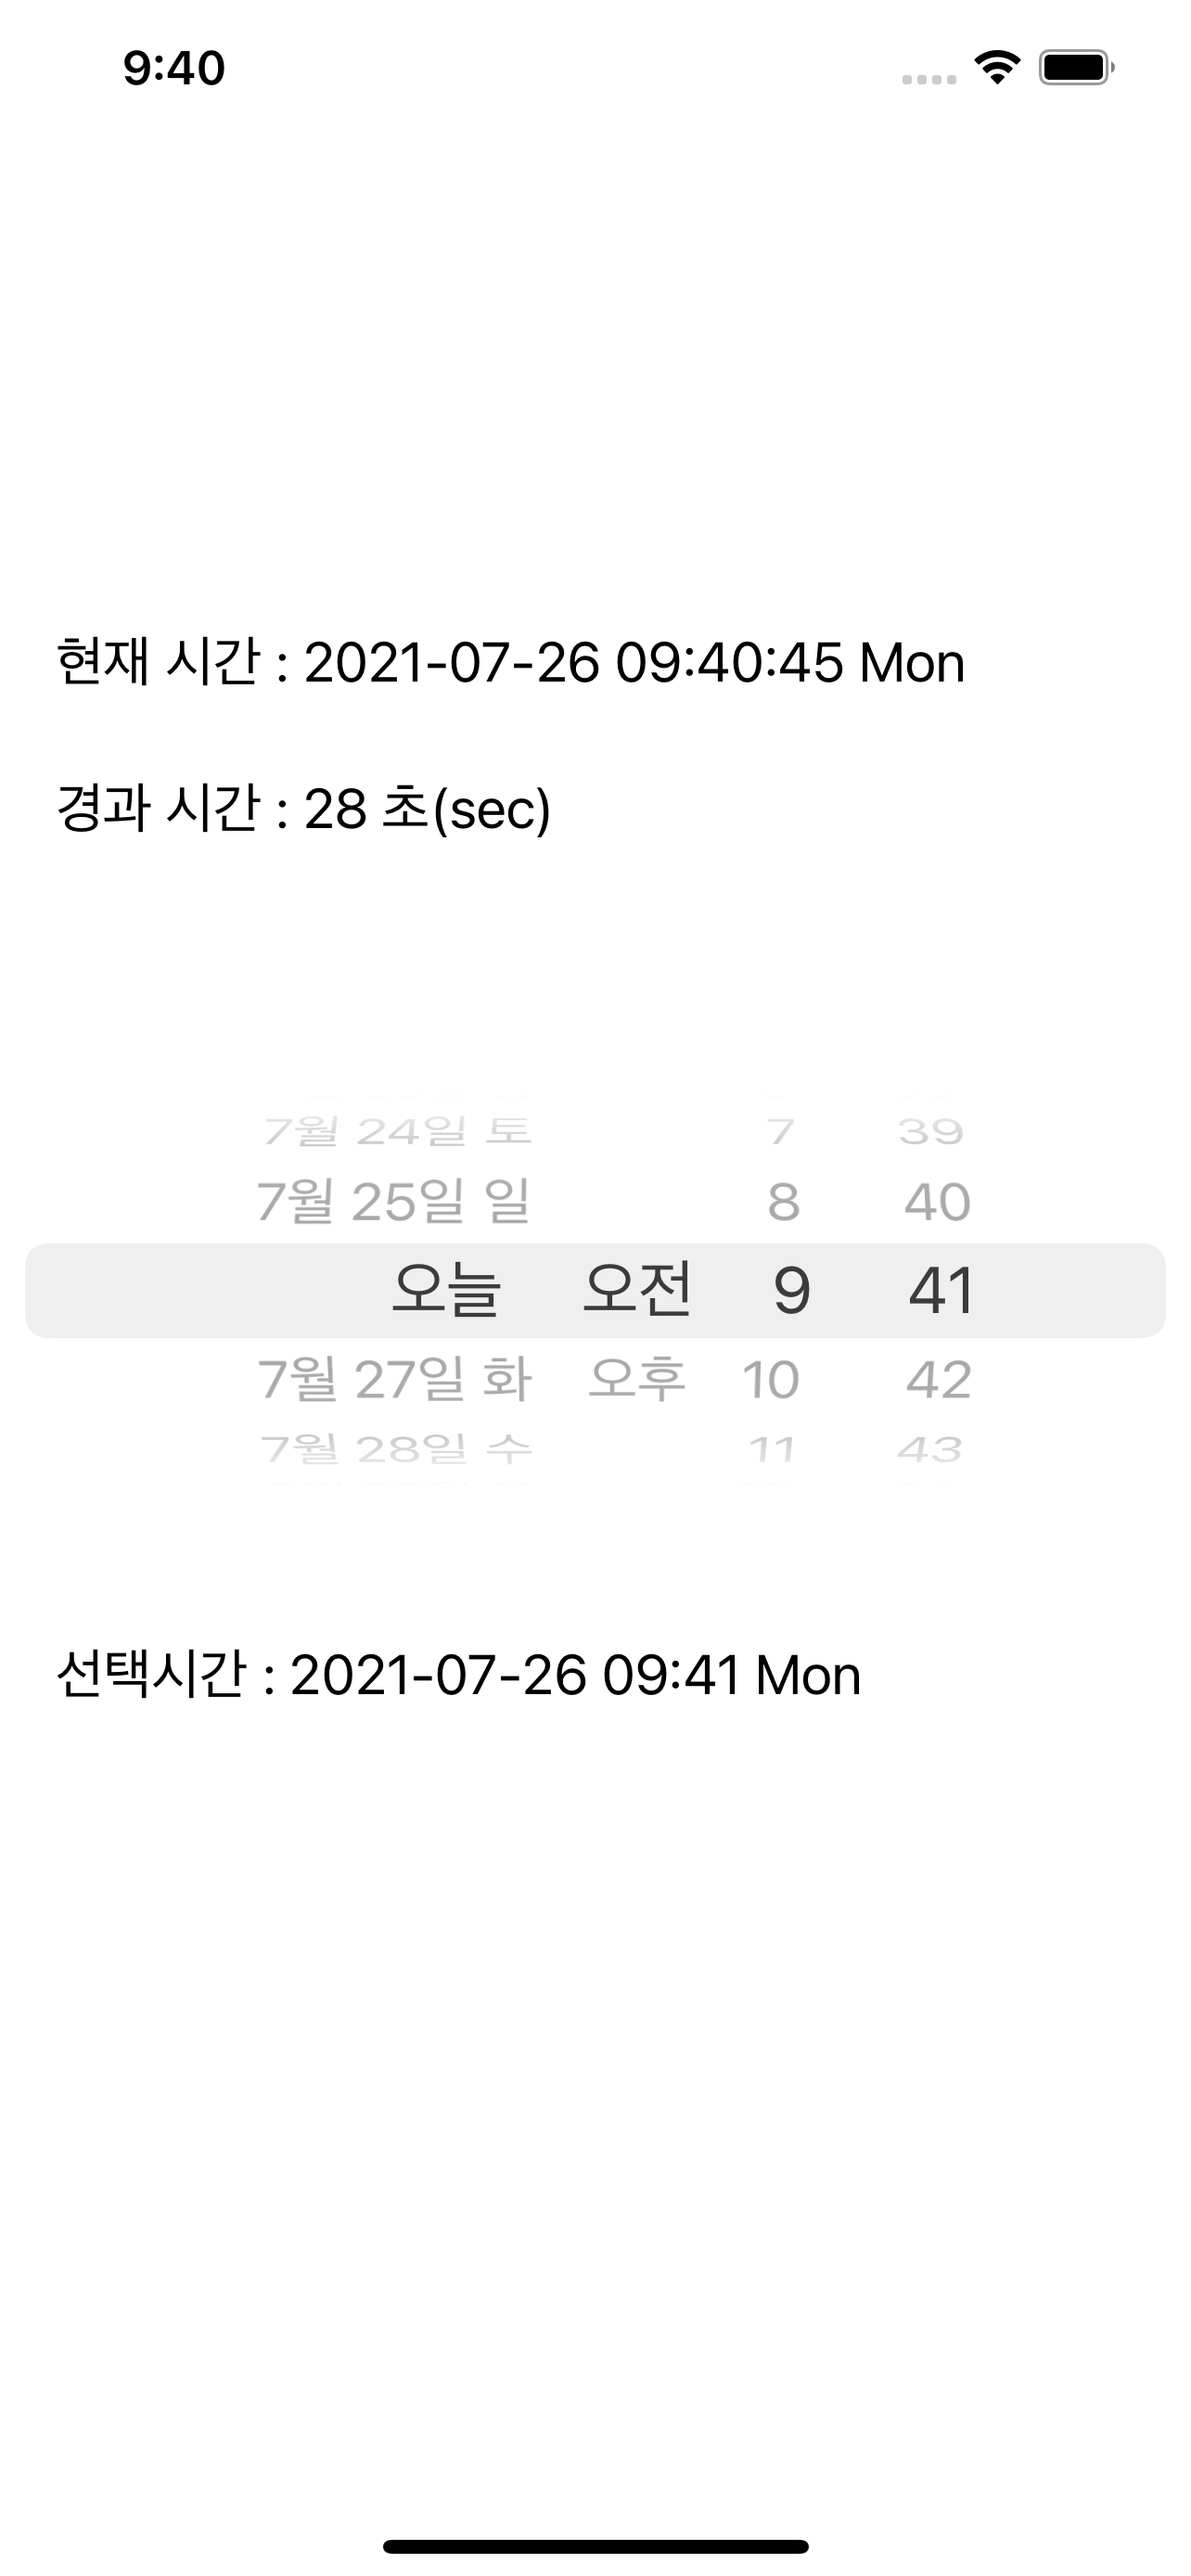 9:40
현재 시간 : 2021-07-26 09:40:45 Mon
경과 시간 : 28 초(sec)
7월 24일 토 7 39
7월 25일 일 8 40
오늘 오전 9 41
7월 27일 화 오후 10 42
7월 28일 수 11 43
선택시간 : 2021-07-26 09:41 Mon